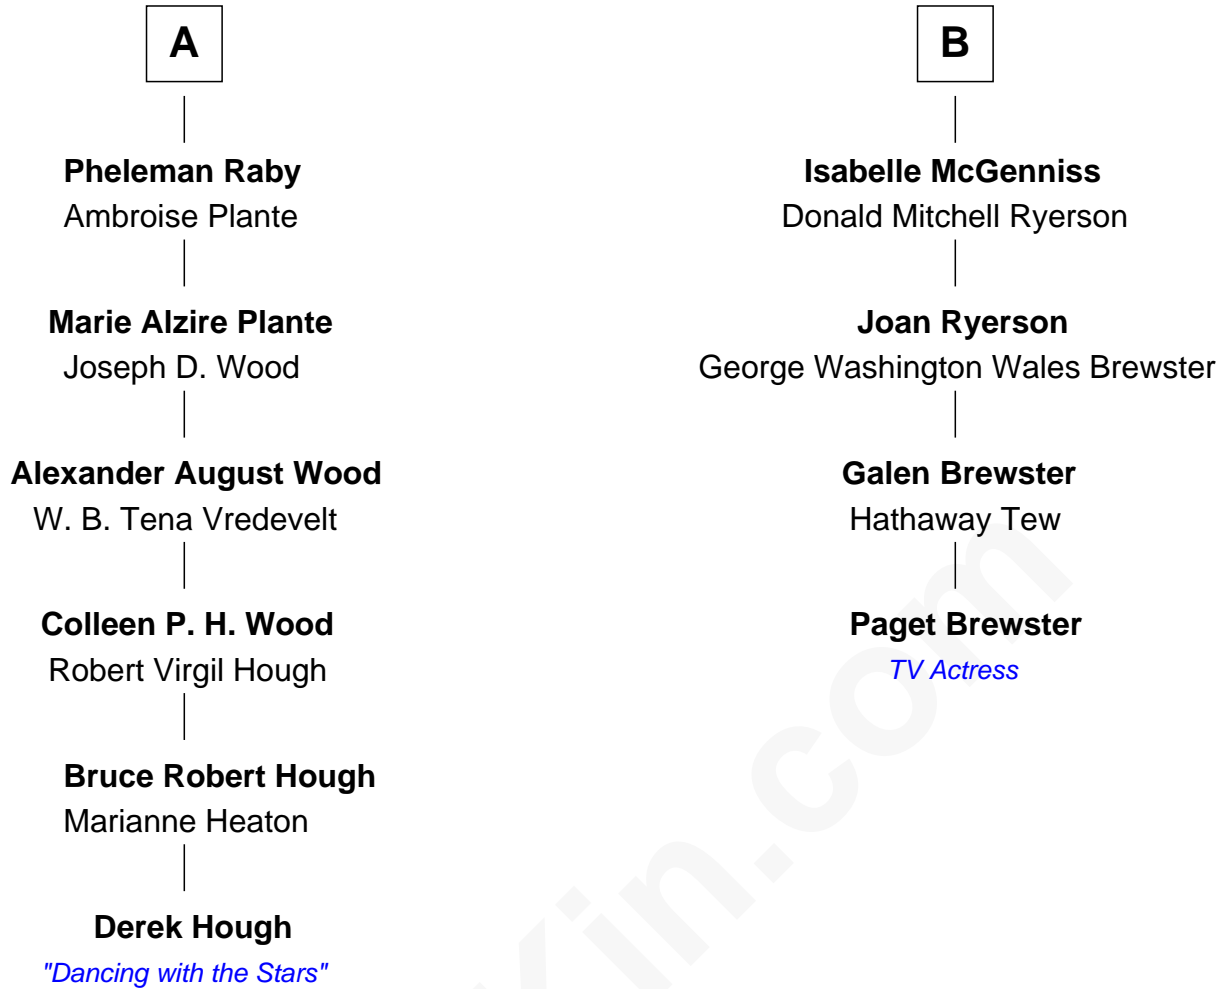 A
Pheleman Raby
Ambroise Plante
Marie Alzire Plante
Joseph D. Wood
Alexander August Wood
W. B. Tena Vredevelt
Colleen P. H. Wood
Robert Virgil Hough
Bruce Robert Hough
Marianne Heaton
Derek Hough
"Dancing with the Stars"
B
Isabelle McGenniss
Donald Mitchell Ryerson
Joan Ryerson
George Washington Wales Brewster
Galen Brewster
Hathaway Tew
Paget Brewster
TV Actress
Kin.com